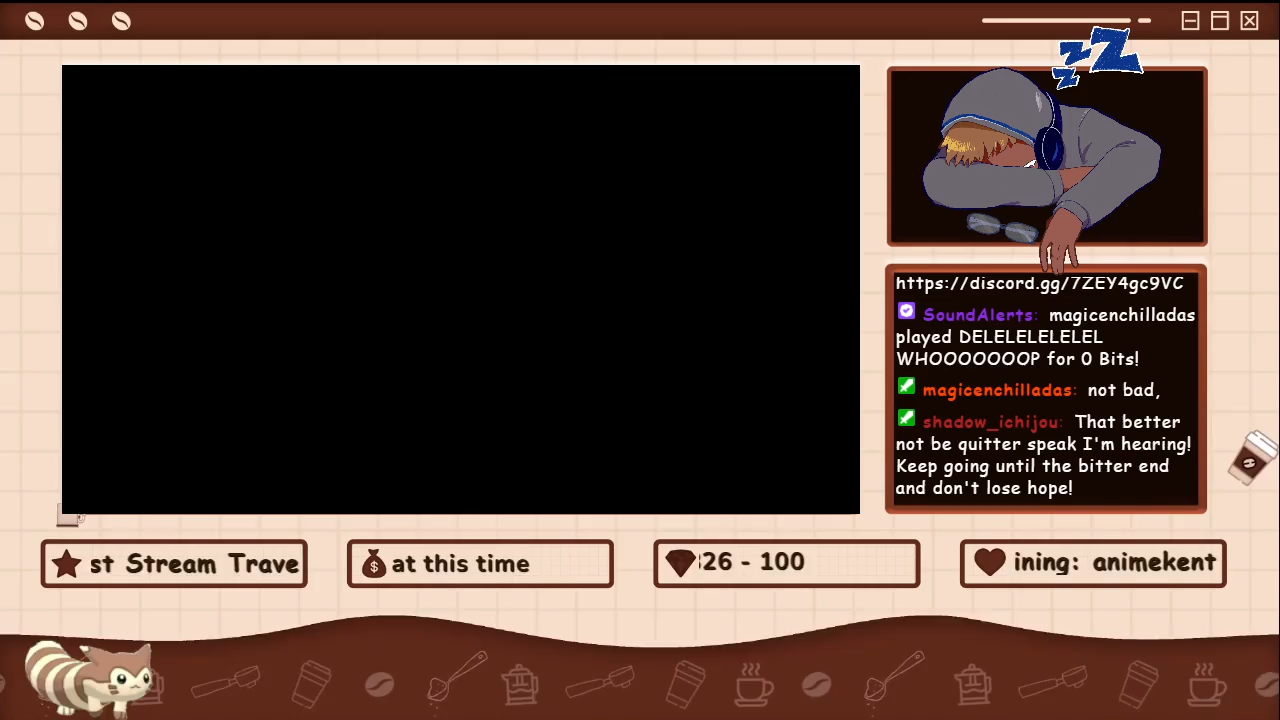 zzZ
https://discord.gg/7ZEY4gc9VC
SoundAlerts: magicenchilladas
played DELELELELELEL
WHOOOOOOOP for 0 Bits!
magicenchilladas: not bad,
shadow_ichijou: That better
not be quitter speak I'm hearing!
Keep going until the bitter end
and don't lose hope!
st Stream Trave
at this time
26 - 100
ining: animekent